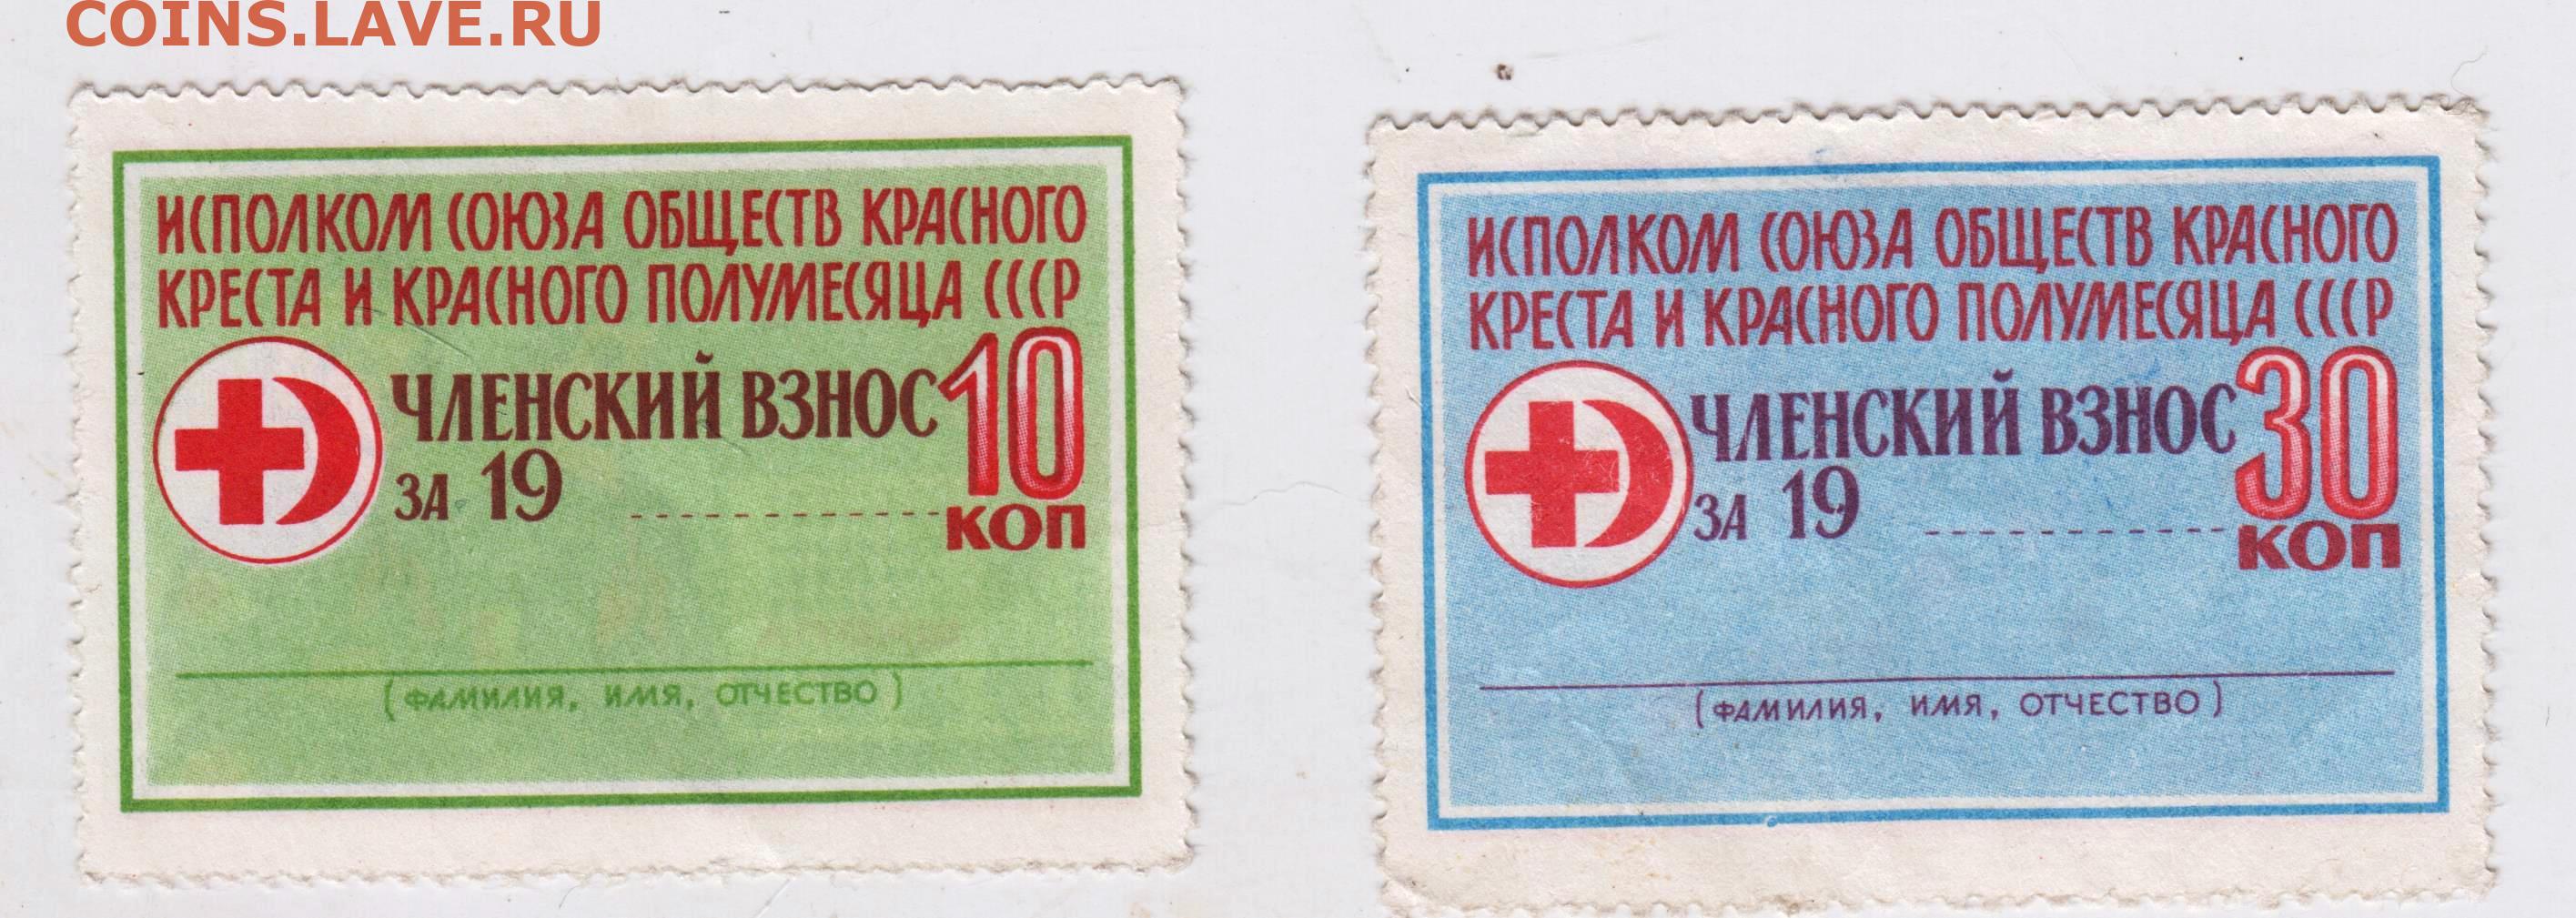 COINS.LAVE.RU
ИСПОЛКОМ СОЮЗА ОБЩЕСТВ КРАСНОГО
КРЕСТА И КРАСНОГО ПОЛУМЕСЯЦА СССР
ЧЛЕНСКИЙ ВЗНОС 10
ЗА 19 КОП
(ФАМИЛИЯ, ИМЯ, ОТЧЕСТВО)
ИСПОЛКОМ СОЮЗА ОБЩЕСТВ КРАСНОГО
КРЕСТА И КРАСНОГО ПОЛУМЕСЯЦА СССР
ЧЛЕНСКИЙ ВЗНОС 30
ЗА 19 КОП
(ФАМИЛИЯ, ИМЯ, ОТЧЕСТВО)